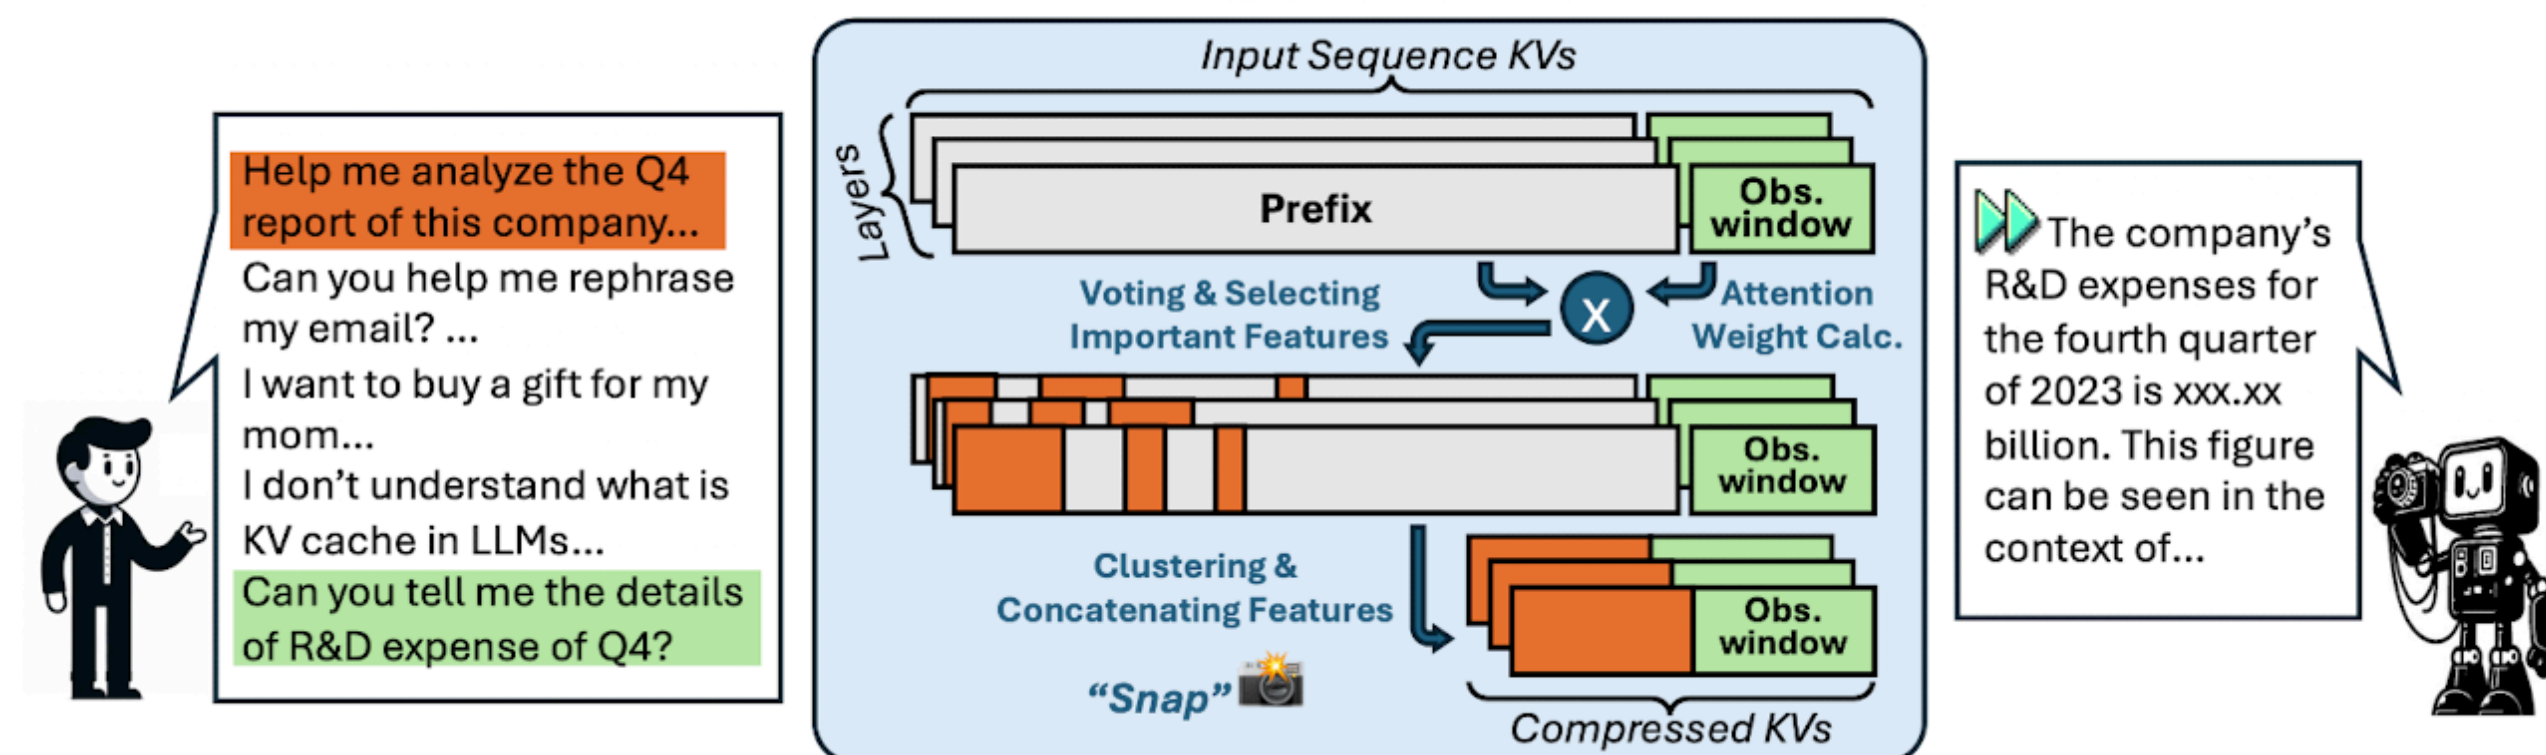 Help me analyze the Q4
report of this company...
Can you help me rephrase
my email? ...
I want to buy a gift for my
mom...
I don't understand what is
KV cache in LLMs...
Can you tell me the details
of R&D expense of Q4?
Input Sequence KVs
Layers
Prefix
Obs.
window
Voting & Selecting
Important Features
X
Attention
Weight Calc.
Obs.
window
Clustering &
Concatenating Features
Obs.
window
“Snap”
Compressed KVs
The company's
R&D expenses for
the fourth quarter
of 2023 is xxx.xx
billion. This figure
can be seen in the
context of...